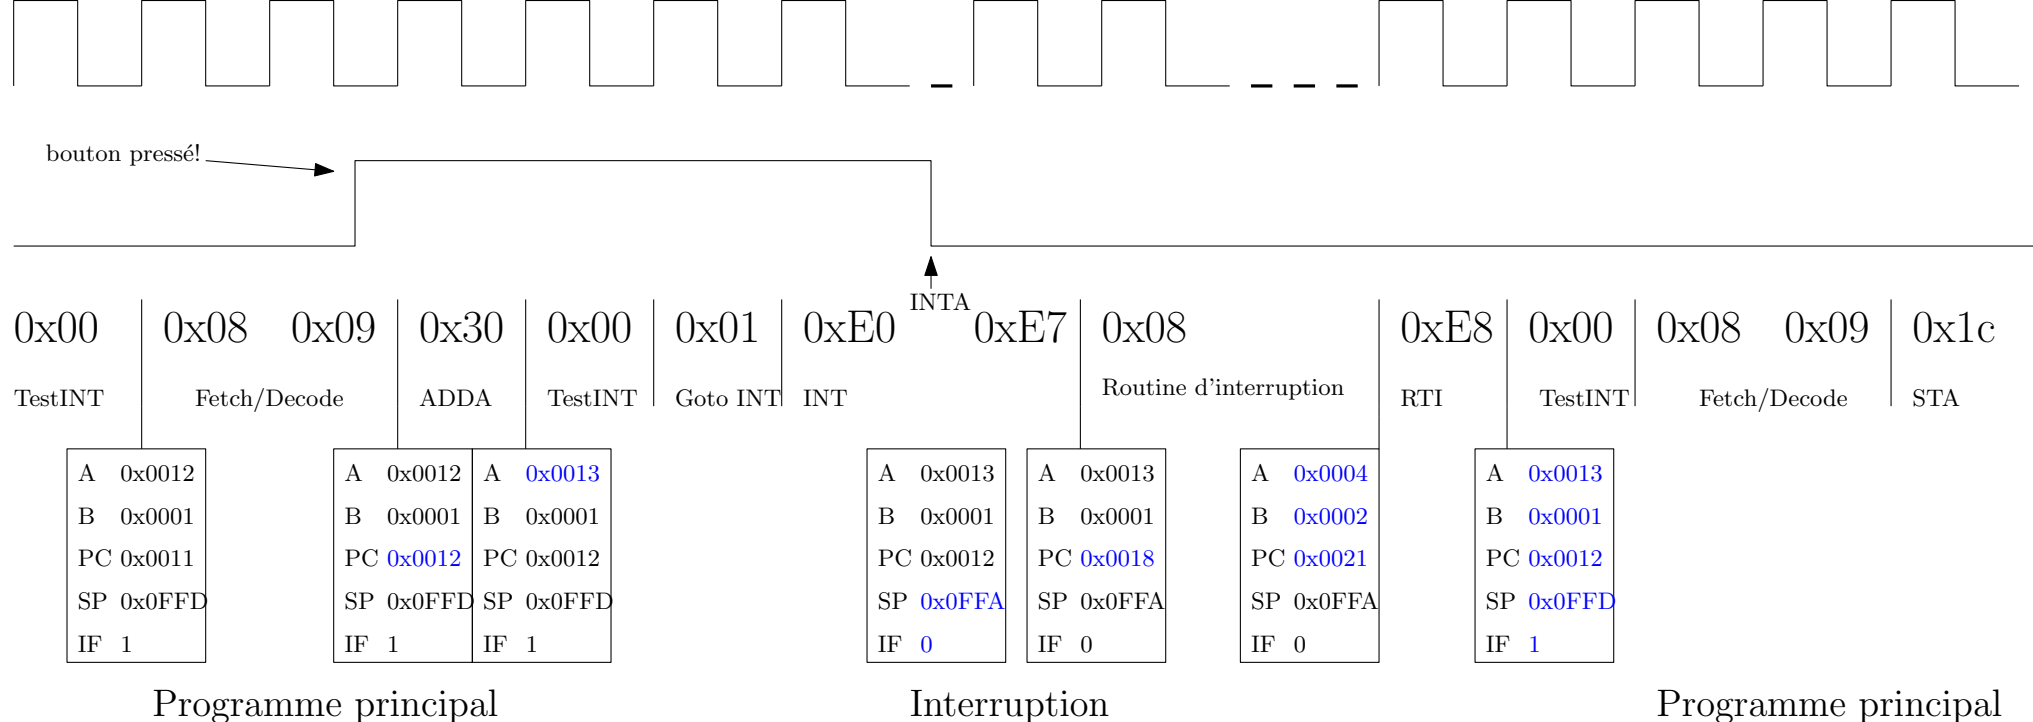 bouton pressé!
INTA
0x00 0x08 0x09 0x30 0x00 0x01 0xE0 0xE7 0x08 0xE8 0x00 0x08 0x09 0x1c
TestINT Fetch/Decode ADDA TestINT Goto INT INT Routine d'interruption RTI TestINT Fetch/Decode STA
A 0x0012
B 0x0001
PC 0x0011
SP 0x0FFD
IF 1
A 0x0012
B 0x0001
PC 0x0012
SP 0x0FFD
IF 1
A 0x0013
B 0x0001
PC 0x0012
SP 0x0FFD
IF 1
A 0x0013
B 0x0001
PC 0x0012
SP 0x0FFA
IF 0
A 0x0013
B 0x0001
PC 0x0018
SP 0x0FFA
IF 0
A 0x0004
B 0x0002
PC 0x0021
SP 0x0FFA
IF 0
A 0x0013
B 0x0001
PC 0x0012
SP 0x0FFD
IF 1
Programme principal Interruption Programme principal